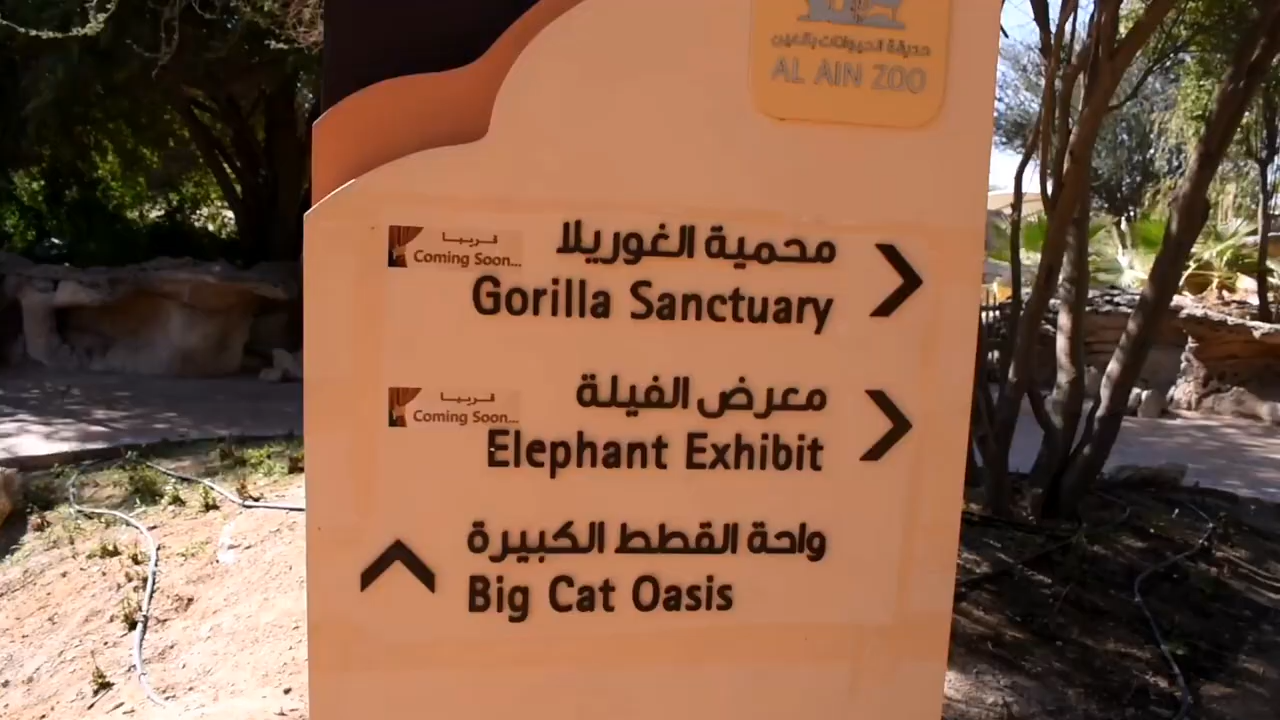 حديقة الحيوانات بالعين
AL AIN ZOO
محمية الغوريلا
قريبا
Coming Soon...
Gorilla Sanctuary
معرض الفيلة
قريبا
Coming Soon...
Elephant Exhibit
واحة القطط الكبيرة
Big Cat Oasis